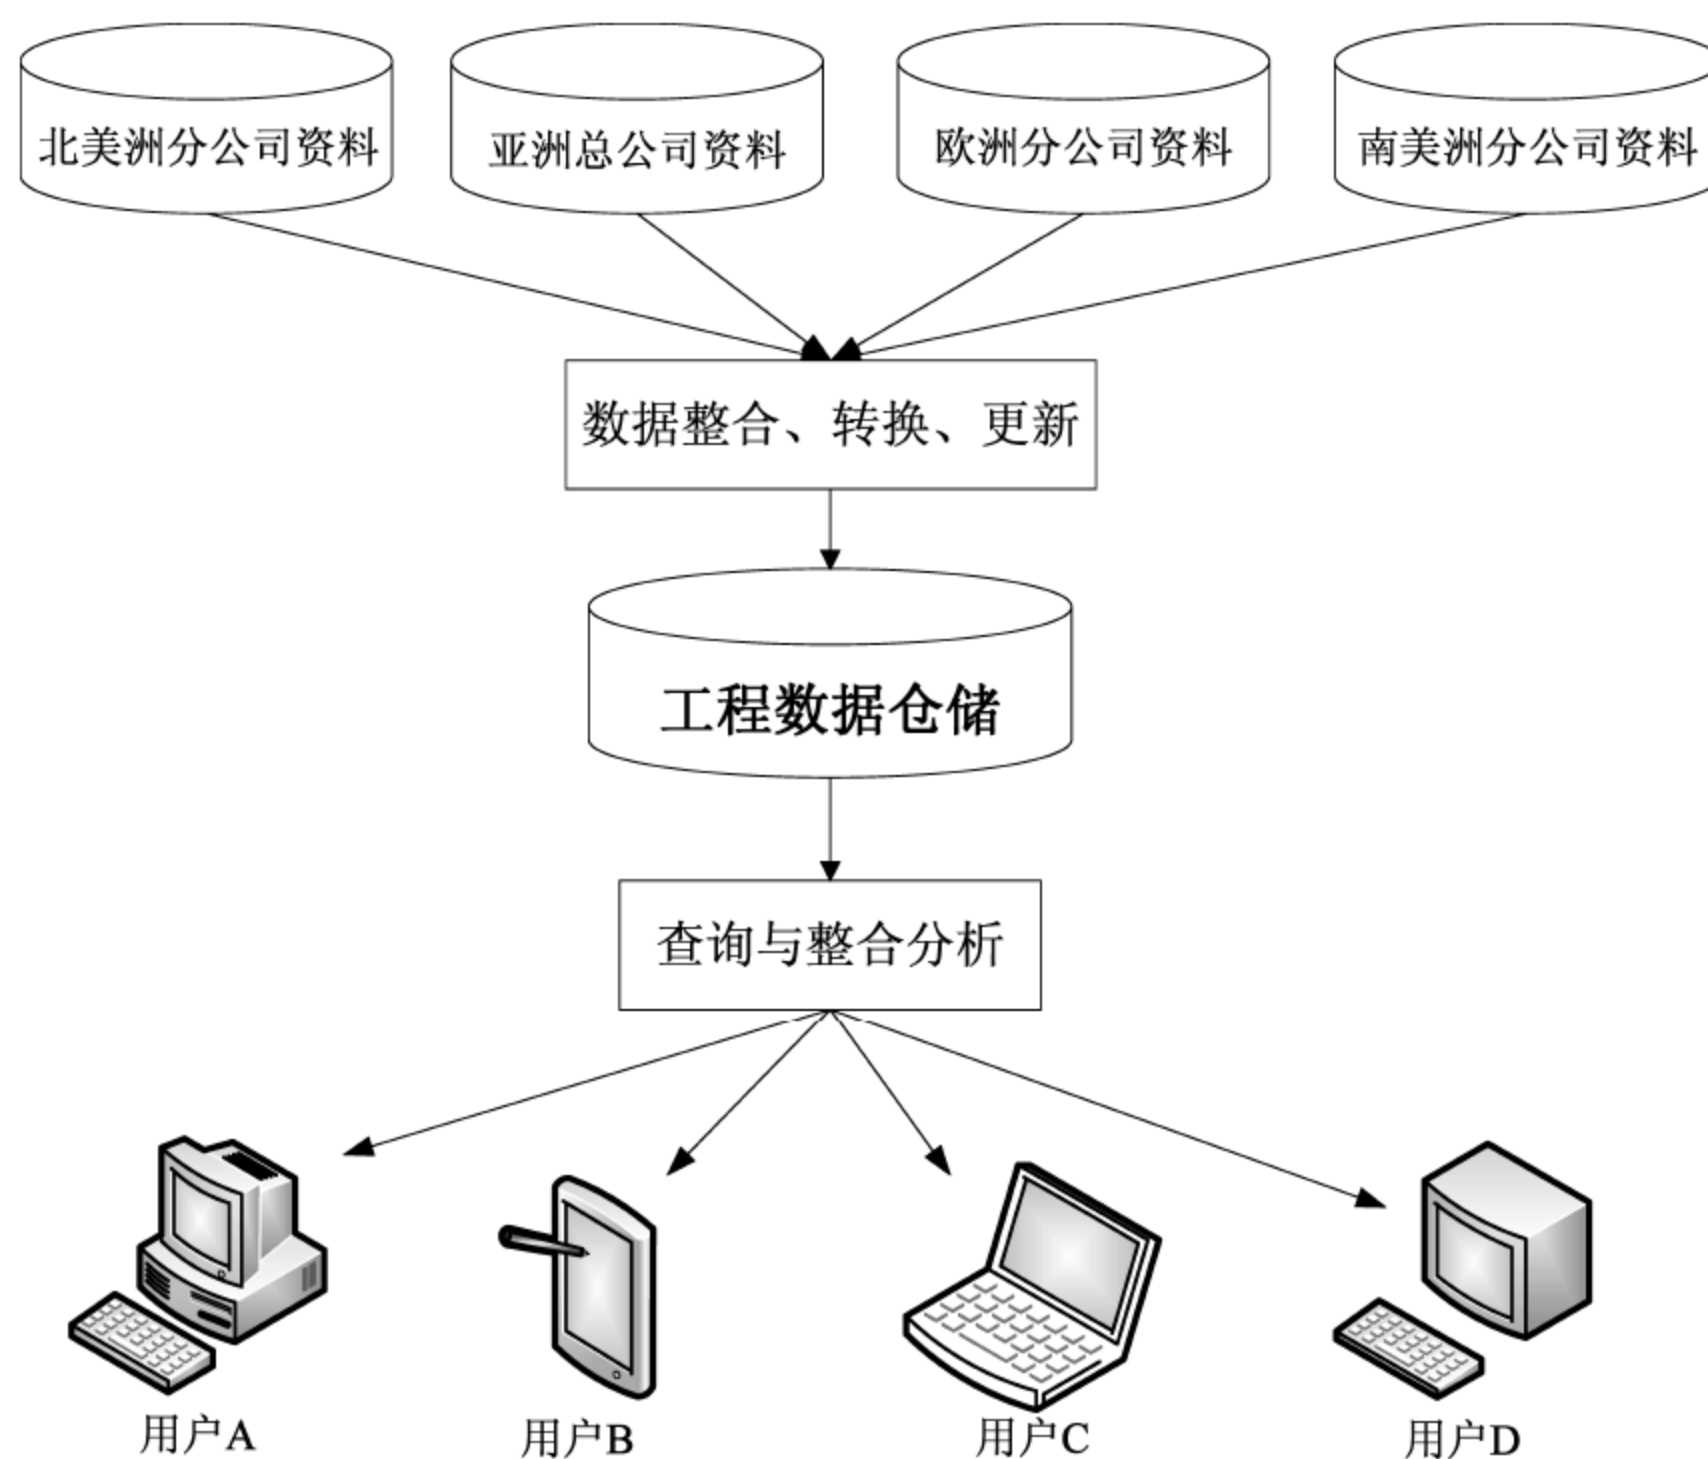 北美洲分公司资料
亚洲总公司资料
欧洲分公司资料
南美洲分公司资料
数据整合、转换、更新
工程数据仓储
查询与整合分析
用户A
用户B
用户C
用户D